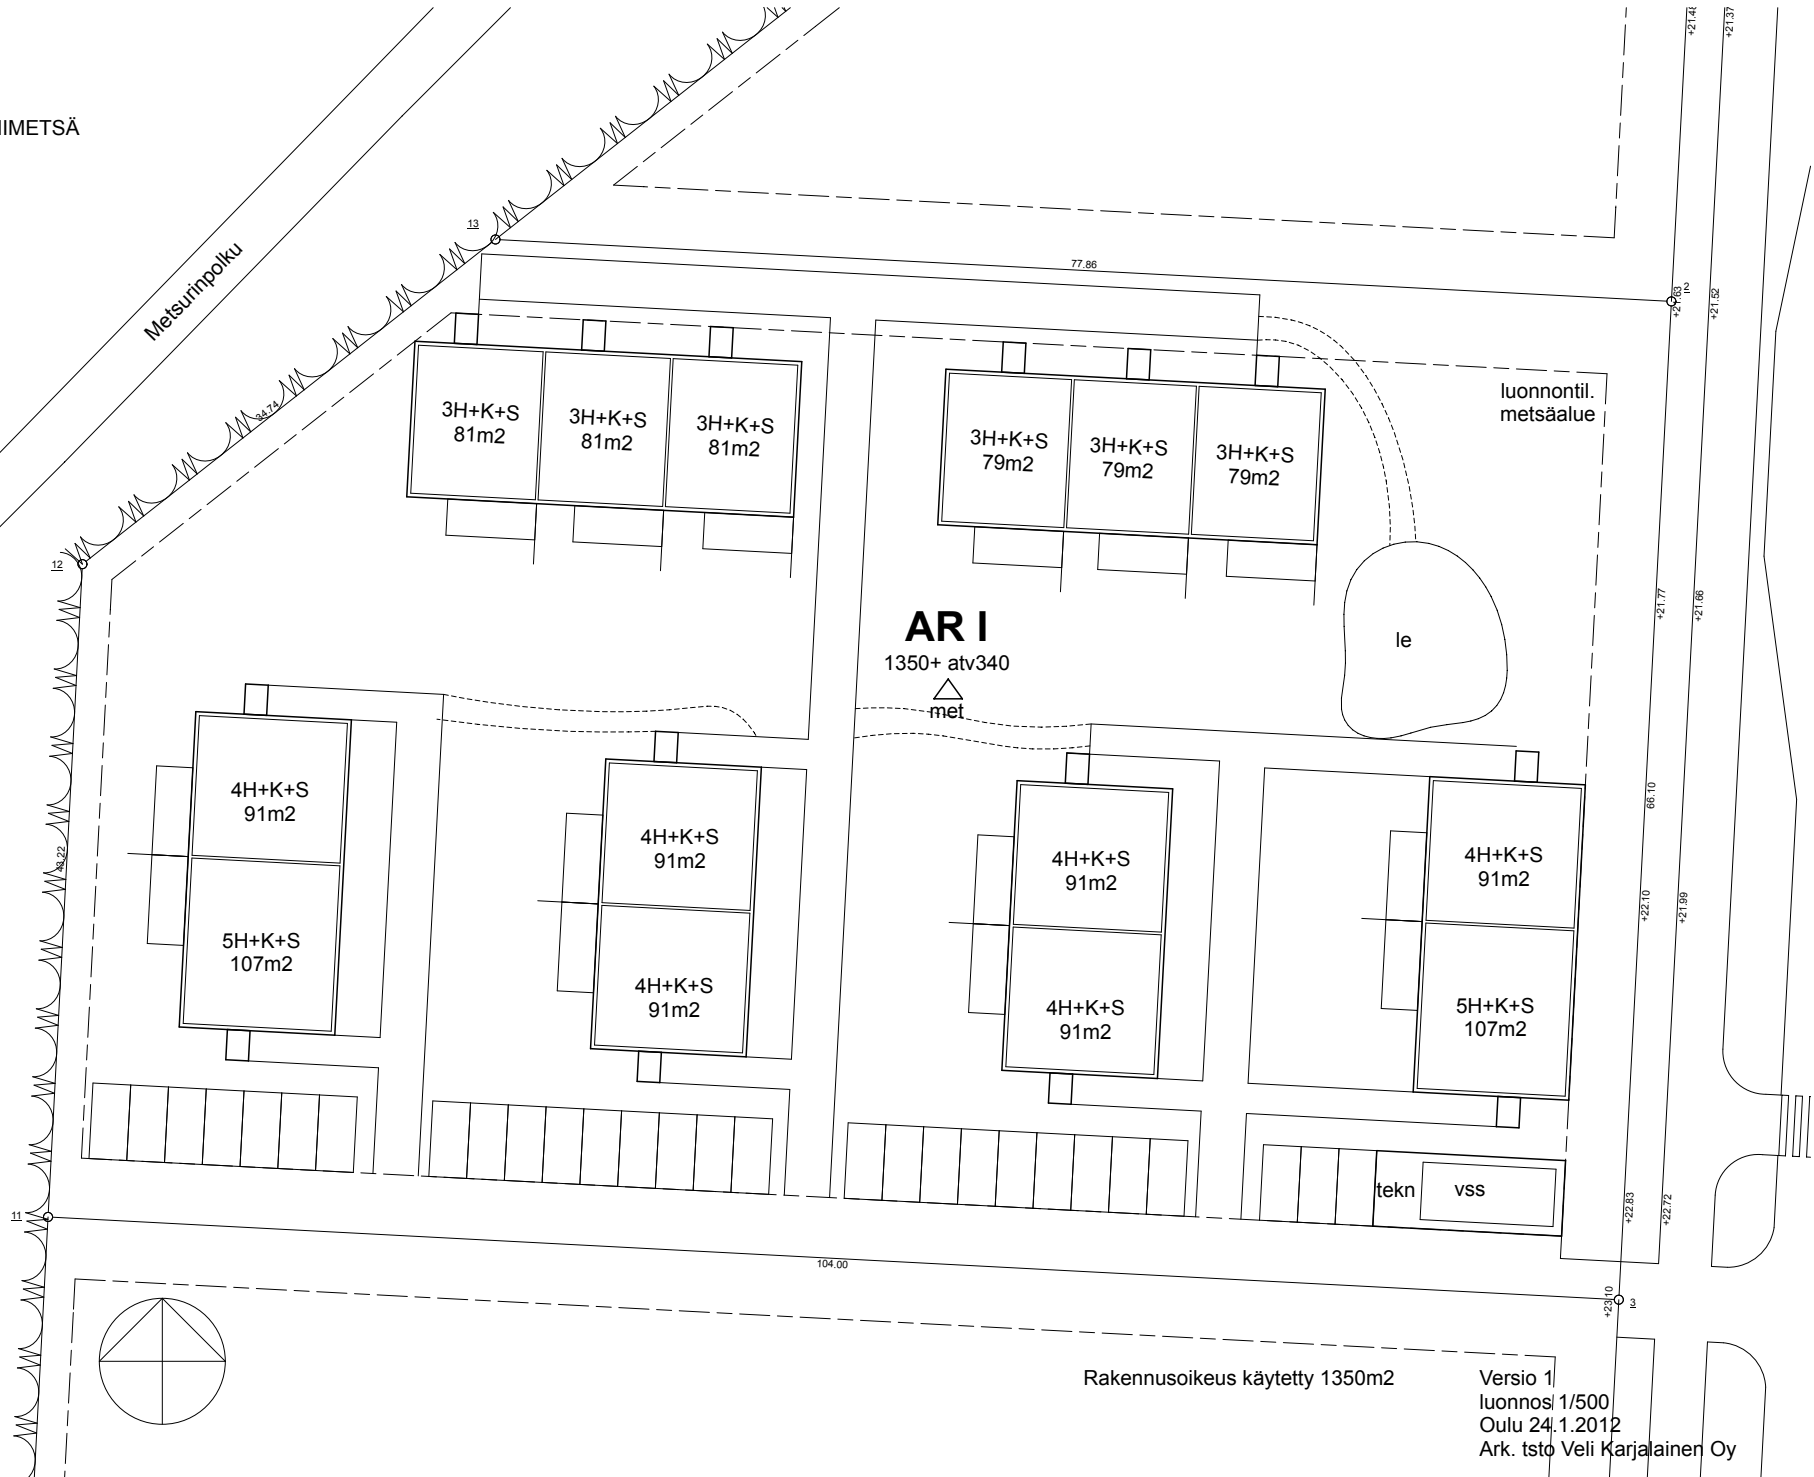 IIMETSÄ
Metsurinpolku
13
77.86
2
+21.48
+21.37
+21.63
+21.52
34.74
12
3H+K+S
81m2
3H+K+S
81m2
3H+K+S
81m2
3H+K+S
79m2
3H+K+S
79m2
3H+K+S
79m2
luonnontil.
metsäalue
+21.77
+21.66
AR I
1350+ atv340
met
le
4H+K+S
91m2
5H+K+S
107m2
4H+K+S
91m2
4H+K+S
91m2
4H+K+S
91m2
4H+K+S
91m2
4H+K+S
91m2
5H+K+S
107m2
66.10
43.22
+22.10
+21.99
tekn
vss
+22.83
+22.72
11
104.00
+23.10
3
Rakennusoikeus käytetty 1350m2
Versio 1
luonnos 1/500
Oulu 24.1.2012
Ark. tsto Veli Karjalainen Oy